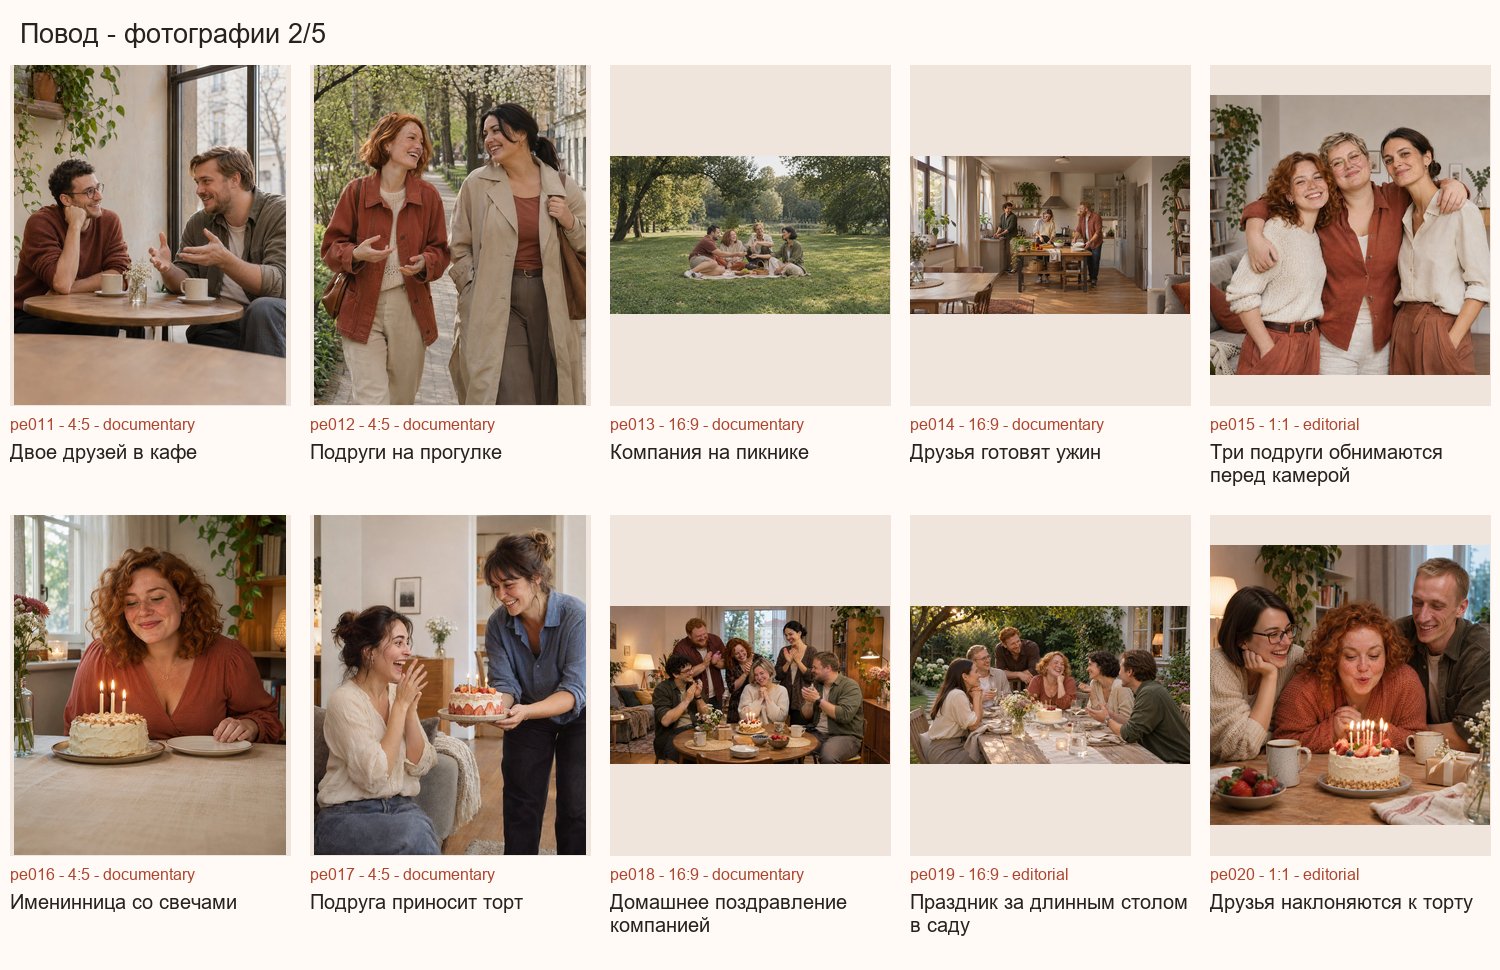 Повод - фотографии 2/5
pe011 - 4:5 - documentary
Двое друзей в кафе
pe012 - 4:5 - documentary
Подруги на прогулке
pe013 - 16:9 - documentary
Компания на пикнике
pe014 - 16:9 - documentary
Друзья готовят ужин
pe015 - 1:1 - editorial
Три подруги обнимаются
перед камерой
pe016 - 4:5 - documentary
Именинница со свечами
pe017 - 4:5 - documentary
Подруга приносит торт
pe018 - 16:9 - documentary
Домашнее поздравление
компанией
pe019 - 16:9 - editorial
Праздник за длинным столом
в саду
pe020 - 1:1 - editorial
Друзья наклоняются к торту